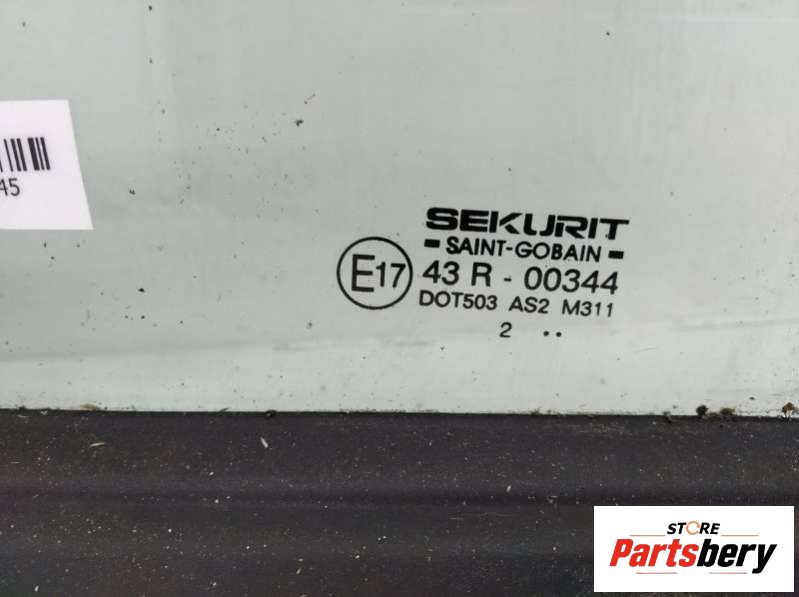 45
SEKURIT
- SAINT-GOBAIN -
E17 43 R - 00344
DOT503 AS2 M311
2 ..
STORE
Partsbery